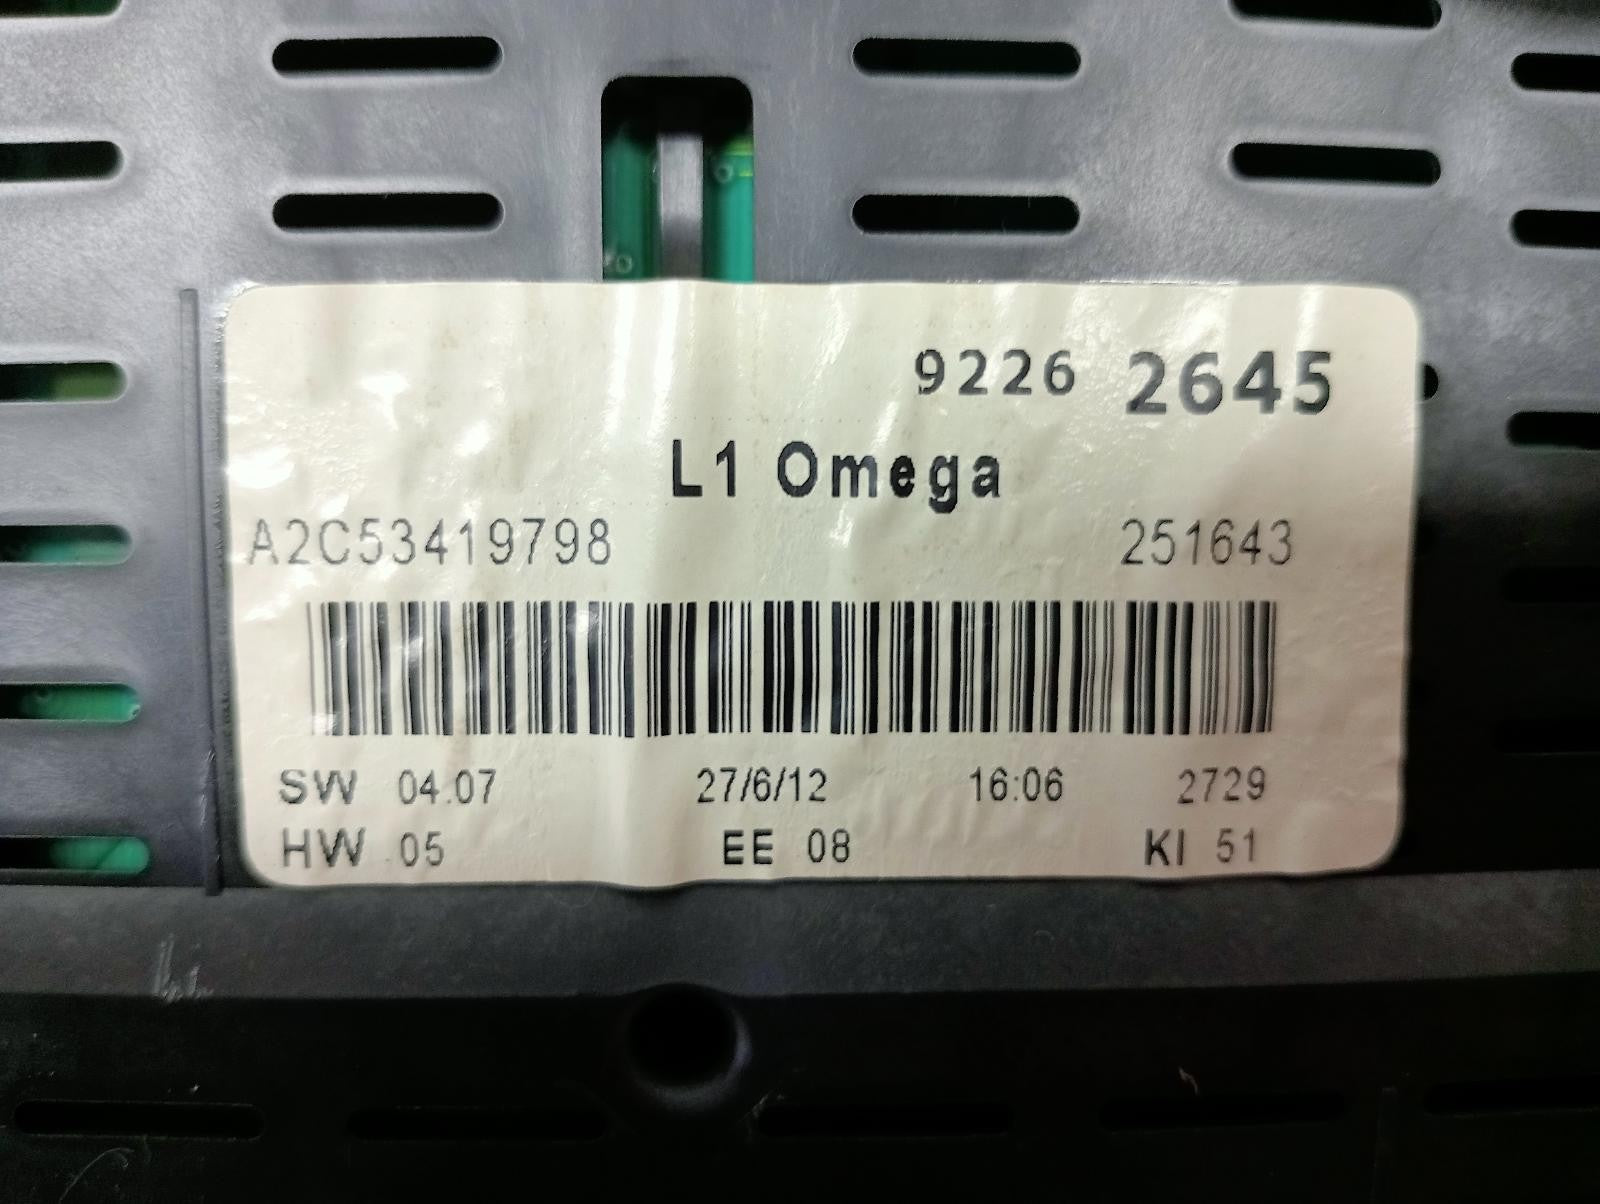 9226 2645
L1 Omega
A2C53419798 251643
SW 04.07 27/6/12 16:06 2729
HW 05 EE 08 KI 51